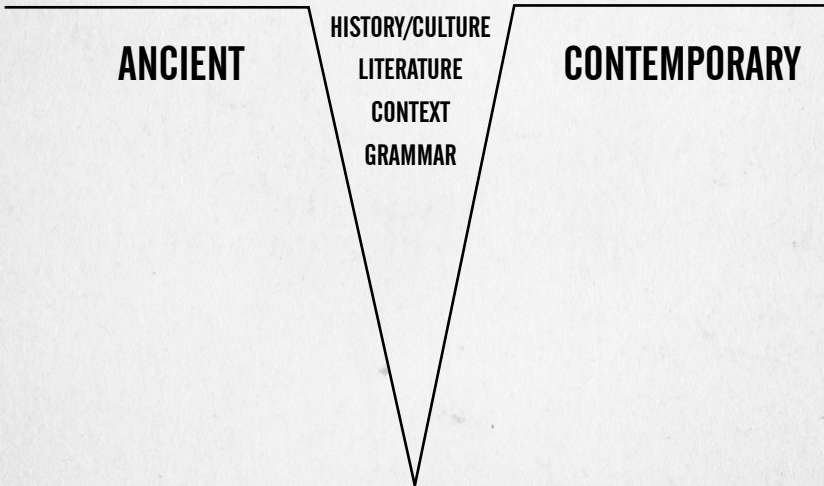 ANCIENT
HISTORY/CULTURE
LITERATURE
CONTEXT
GRAMMAR
CONTEMPORARY